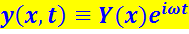 y(x,t) ≡ Y(x)e^{iωt}